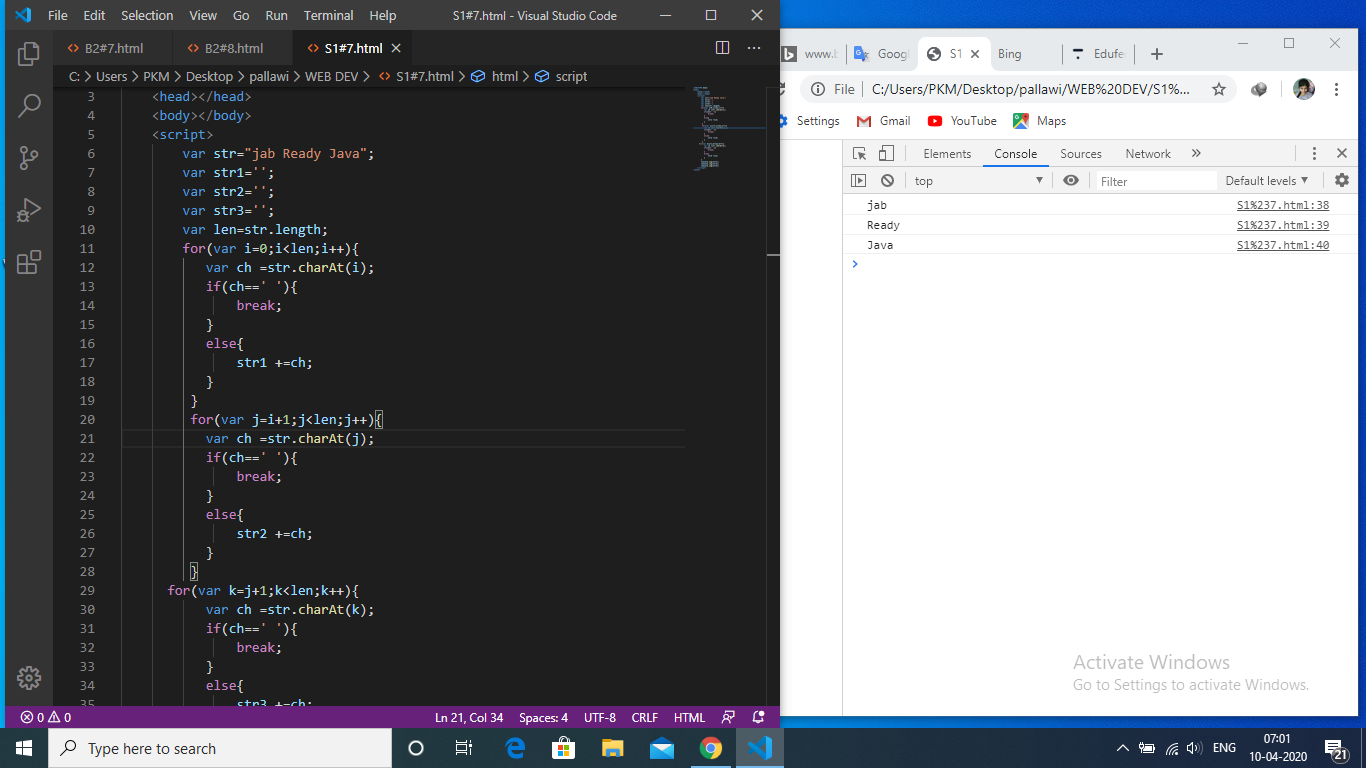 File Edit Selection View Go Run Terminal Help S1#7.html - Visual Studio Code
B2#7.html B2#8.html S1#7.html
C: > Users > PKM > Desktop > pallawi > WEB DEV > S1#7.html > html > script
3 <head></head>
4 <body></body>
5 <script>
6 var str="jab Ready Java";
7 var str1='';
8 var str2='';
9 var str3='';
10 var len=str.length;
11 for(var i=0;i<len;i++){
12 var ch =str.charAt(i);
13 if(ch==' '){
14 break;
15 }
16 else{
17 str1 +=ch;
18 }
19 }
20 for(var j=i+1;j<len;j++){
21 var ch =str.charAt(j);
22 if(ch==' '){
23 break;
24 }
25 else{
26 str2 +=ch;
27 }
28 }
29 for(var k=j+1;k<len;k++){
30 var ch =str.charAt(k);
31 if(ch==' '){
32 break;
33 }
34 else{
35 str3 +=ch;
0 0 Ln 21, Col 34 Spaces: 4 UTF-8 CRLF HTML
www. Goog S1 Bing Edufe
File C:/Users/PKM/Desktop/pallawi/WEB%20DEV/S1%...
Settings Gmail YouTube Maps
Elements Console Sources Network »
top Filter Default levels
jab S1%237.html:38
Ready S1%237.html:39
Java S1%237.html:40
>
Activate Windows
Go to Settings to activate Windows.
Type here to search
ENG 07:01
10-04-2020 21